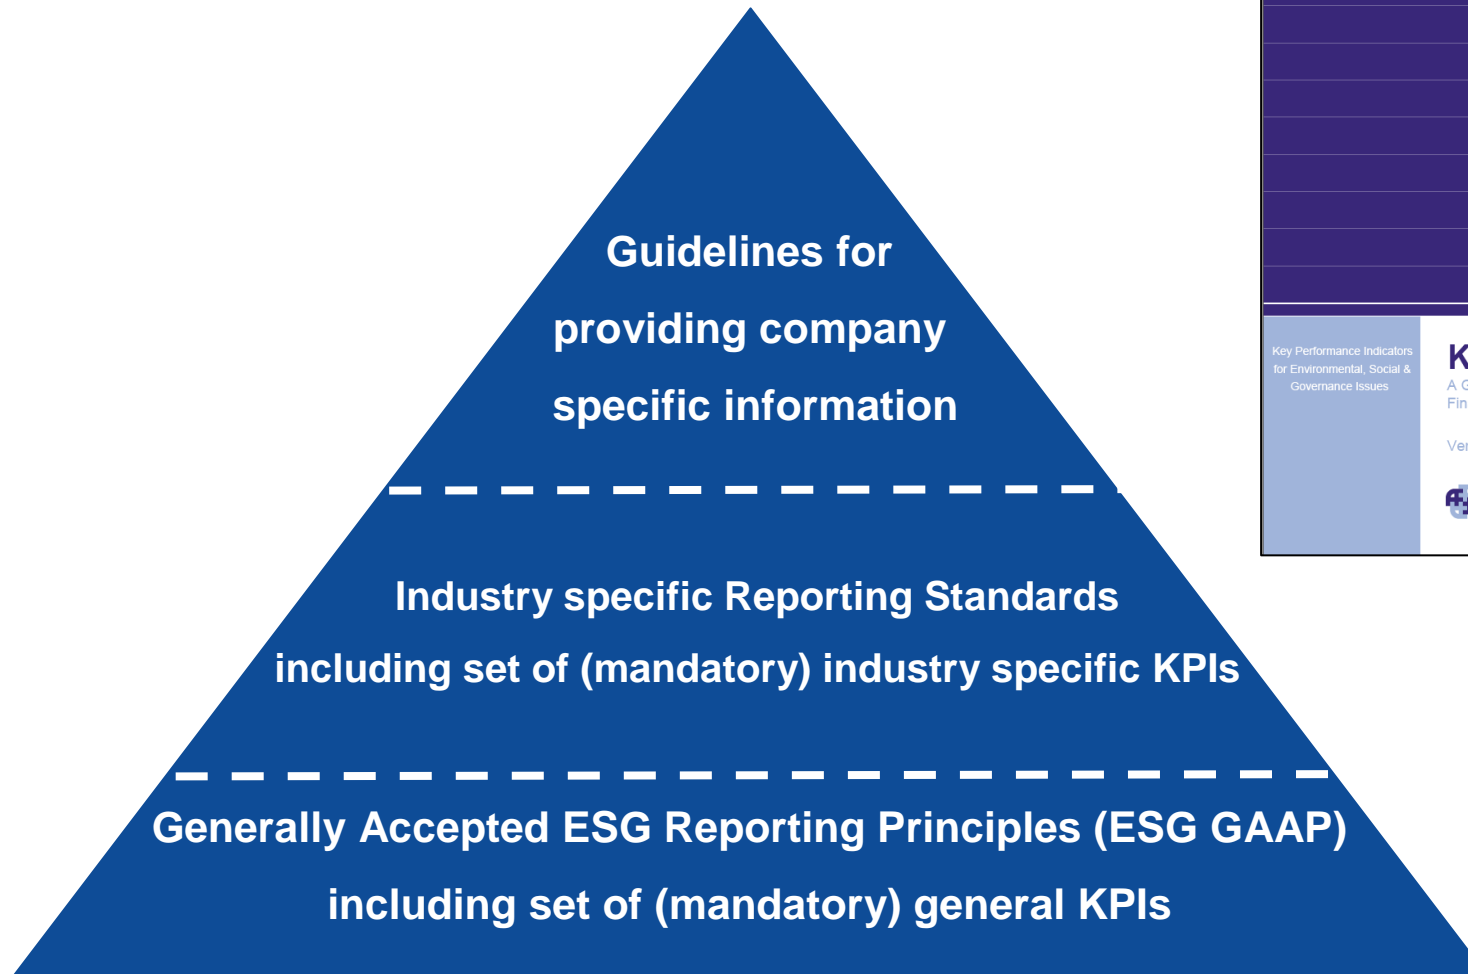 Guidelines for
providing company
specific information
Industry specific Reporting Standards
including set of (mandatory) industry specific KPIs
Generally Accepted ESG Reporting Principles (ESG GAAP)
including set of (mandatory) general KPIs
Key Performance Indicators
for Environmental, Social &
Governance Issues